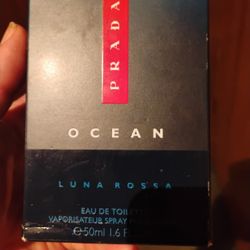 PRADA
OCEAN
LUNA ROSSA
EAU DE TOILETTE
VAPORISATEUR SPRAY
℮50ml 1.6 F